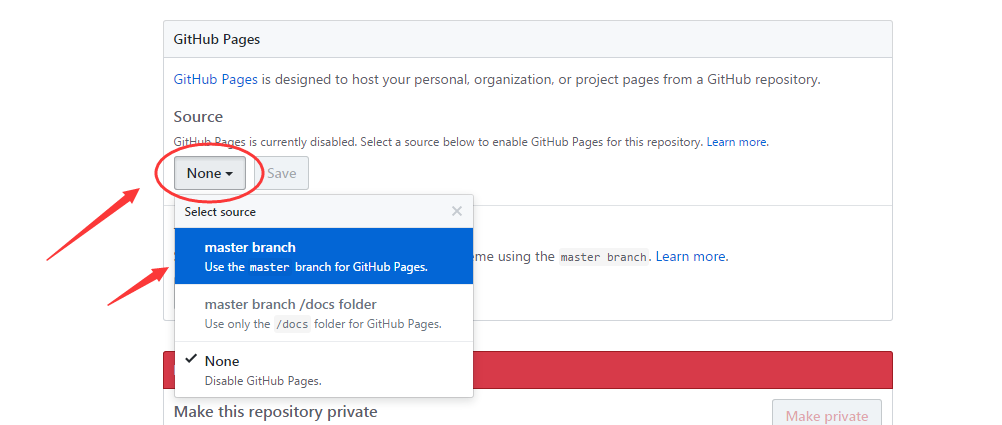 GitHub Pages
GitHub Pages is designed to host your personal, organization, or project pages from a GitHub repository.
Source
GitHub Pages is currently disabled. Select a source below to enable GitHub Pages for this repository. Learn more.
None Save
Select source
master branch
Use the master branch for GitHub Pages.
eme using the master branch. Learn more.
master branch /docs folder
Use only the /docs folder for GitHub Pages.
None
Disable GitHub Pages.
Make this repository private
Make private